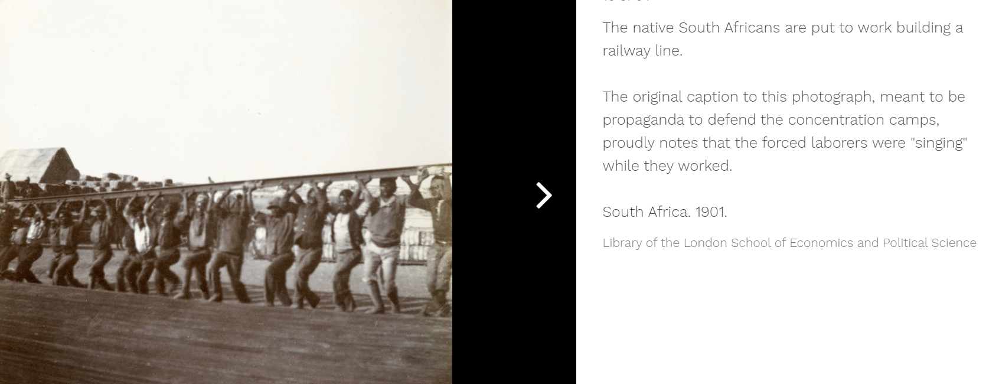 The native South Africans are put to work building a
railway line.
The original caption to this photograph, meant to be
propaganda to defend the concentration camps,
proudly notes that the forced laborers were "singing"
while they worked.
South Africa. 1901.
Library of the London School of Economics and Political Science